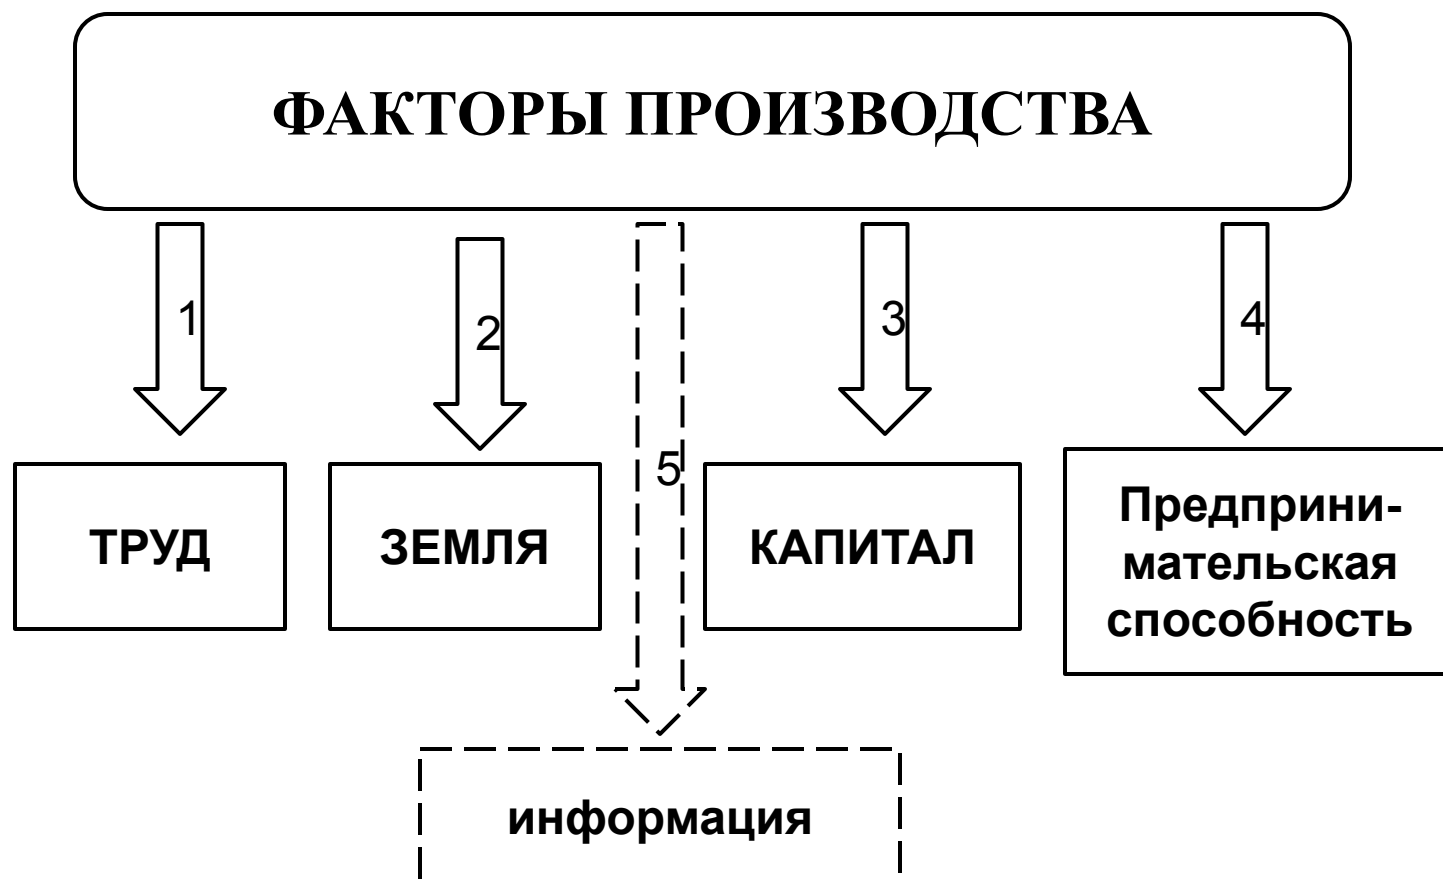 ФАКТОРЫ ПРОИЗВОДСТВА
1
2
3
4
5
ТРУД
ЗЕМЛЯ
КАПИТАЛ
Предприни-
мательская
способность
информация